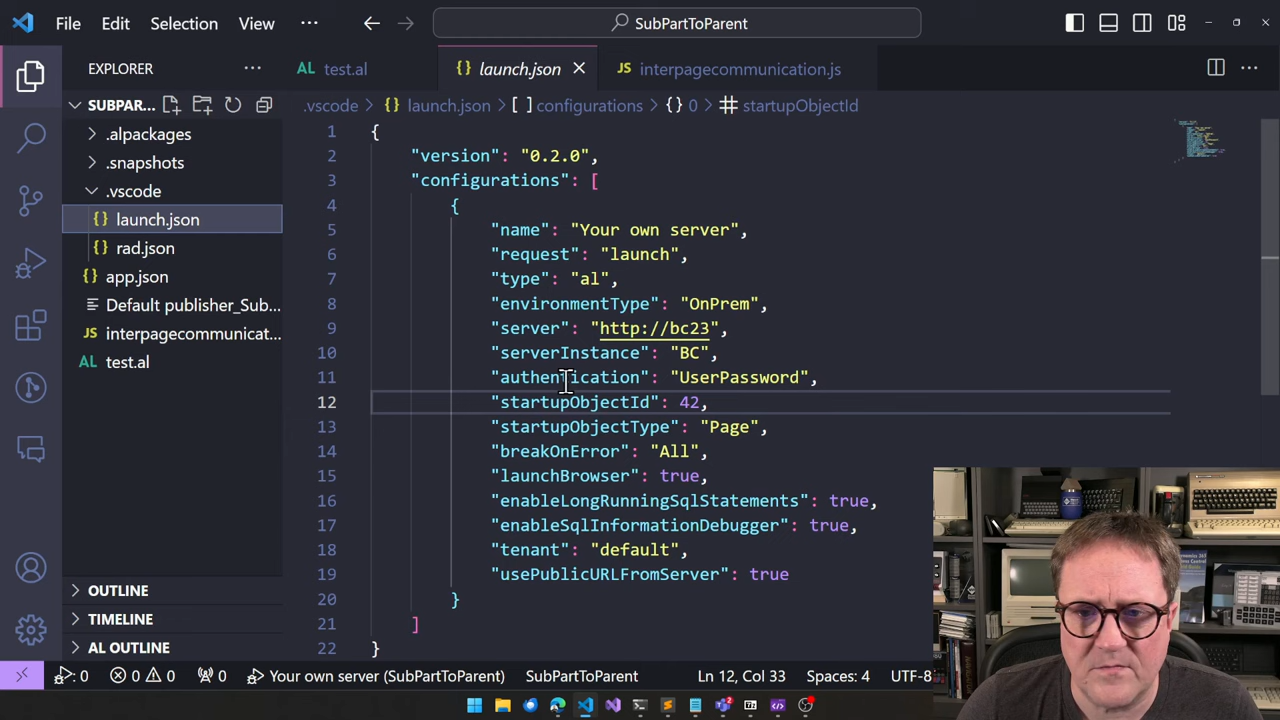 File Edit Selection View ··· SubPartToParent
EXPLORER ···
test.al
{} launch.json
JS interpagecommunication.js
SUBPAR...
.vscode > {} launch.json > [ ] configurations > {} 0 > startupObjectId
.alpackages
.snapshots
.vscode
{} launch.json
{} rad.json
{} app.json
Default publisher_Sub...
JS interpagecommunicat...
AL test.al
OUTLINE
TIMELINE
AL OUTLINE
1 {
2 "version": "0.2.0",
3 "configurations": [
4 {
5 "name": "Your own server",
6 "request": "launch",
7 "type": "al",
8 "environmentType": "OnPrem",
9 "server": "http://bc23",
10 "serverInstance": "BC",
11 "authentication": "UserPassword",
12 "startupObjectId": 42,
13 "startupObjectType": "Page",
14 "breakOnError": "All",
15 "launchBrowser": true,
16 "enableLongRunningSqlStatements": true,
17 "enableSqlInformationDebugger": true,
18 "tenant": "default",
19 "usePublicURLFromServer": true
20 }
21 ]
22 }
: 0 0 0 0 Your own server (SubPartToParent) SubPartToParent Ln 12, Col 33 Spaces: 4 UTF-8